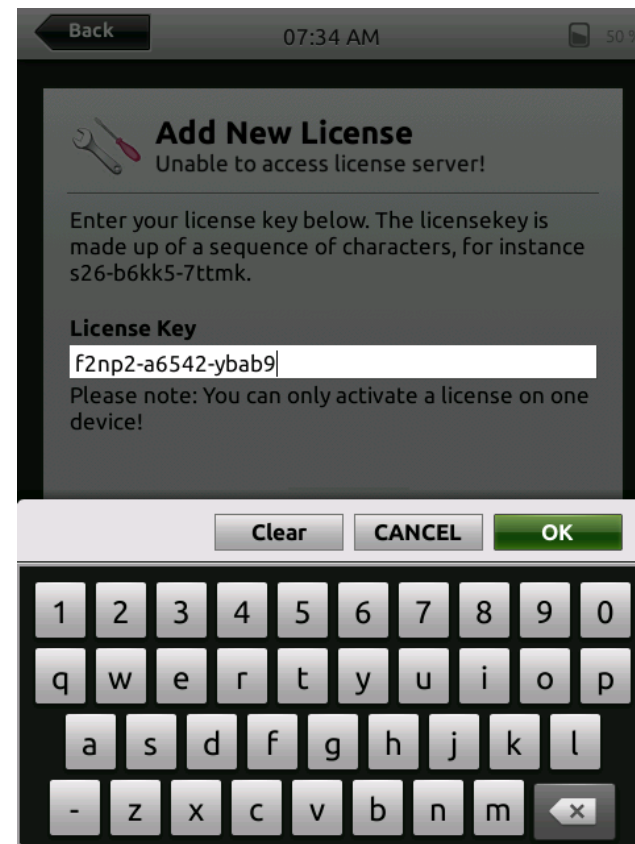 Back 07:34 AM 50 %
Add New License
Unable to access license server!
Enter your license key below. The licensekey is
made up of a sequence of characters, for instance
s26-b6kk5-7ttmk.
License Key
f2np2-a6542-ybab9
Please note: You can only activate a license on one
device!
Clear CANCEL OK
1 2 3 4 5 6 7 8 9 0
q w e r t y u i o p
a s d f g h j k l
- z x c v b n m